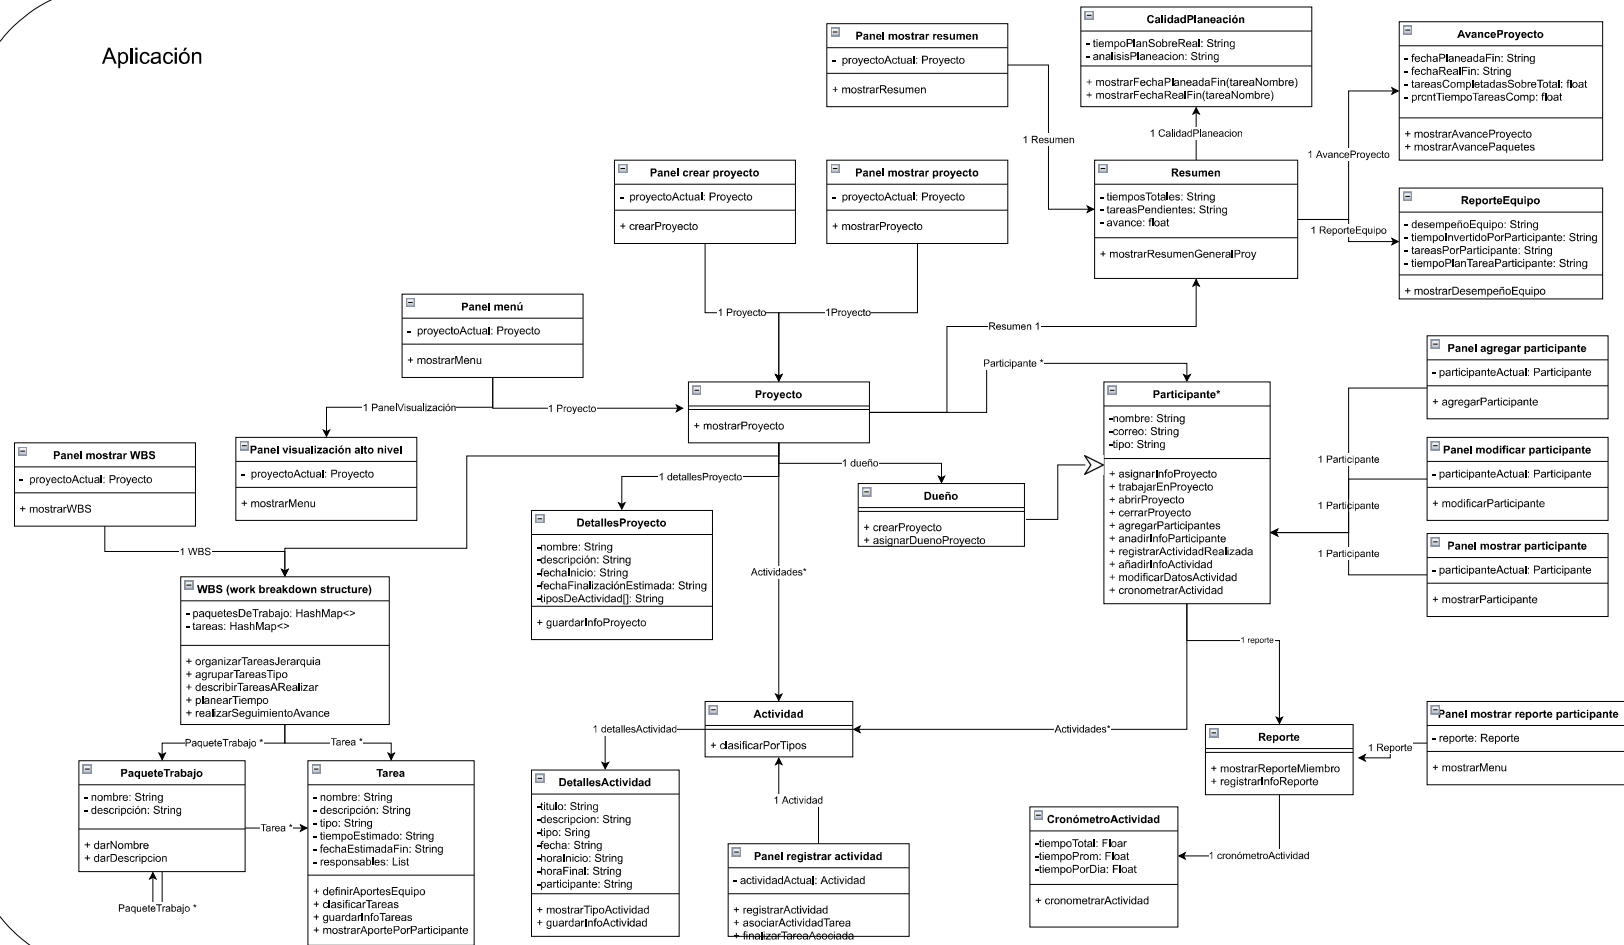 Aplicación
Panel mostrar resumen
- proyectoActual: Proyecto
+ mostrarResumen
CalidadPlaneación
- tiempoPlanSobreReal: String
- analisisPlaneacion: String
+ mostrarFechaPlaneadaFin(tareaNombre)
+ mostrarFechaRealFin(tareaNombre)
AvanceProyecto
- fechaPlaneadaFin: String
- fechaRealFin: String
- tareasCompletadasSobreTotal: float
- prcntTiempoTareasComp: float
+ mostrarAvanceProyecto
+ mostrarAvancePaquetes
1 Resumen
1 CalidadPlaneacion
1 AvanceProyecto
1 ReporteEquipo
Panel crear proyecto
- proyectoActual: Proyecto
+ crearProyecto
Panel mostrar proyecto
- proyectoActual: Proyecto
+ mostrarProyecto
Resumen
- tiemposTotales: String
- tareasPendientes: String
- avance: float
+ mostrarResumenGeneralProy
ReporteEquipo
- desempeñoEquipo: String
- tiempoInvertidoPorParticipante: String
- tareasPorParticipante: String
- tiempoPlanTareaParticipante: String
+ mostrarDesempeñoEquipo
Panel menú
- proyectoActual: Proyecto
+ mostrarMenu
1 Proyecto
1Proyecto
Resumen 1
Participante *
1 PanelVisualización
1 Proyecto
Proyecto
+ mostrarProyecto
Participante*
-nombre: String
-correo: String
-tipo: String
+ asignarInfoProyecto
+ trabajarEnProyecto
+ abrirProyecto
+ cerrarProyecto
+ agregarParticipantes
+ anadirInfoParticipante
+ registrarActividadRealizada
+ añadirInfoActividad
+ modificarDatosActividad
+ cronometrarActividad
Panel agregar participante
- participanteActual: Participante
+ agregarParticipante
1 Participante
Panel modificar participante
- participanteActual: Participante
+ modificarParticipante
1 Participante
Panel mostrar participante
- participanteActual: Participante
+ mostrarParticipante
1 Participante
Panel mostrar WBS
- proyectoActual: Proyecto
+ mostrarWBS
Panel visualización alto nivel
- proyectoActual: Proyecto
+ mostrarMenu
1 detallesProyecto
1 dueño
Dueño
+ crearProyecto
+ asignarDuenoProyecto
DetallesProyecto
-nombre: String
-descripción: String
-fechaInicio: String
-fechaFinalizaciónEstimada: String
-tiposDeActividad[]: String
+ guardarInfoProyecto
1 WBS
Actividades*
WBS (work breakdown structure)
- paquetesDeTrabajo: HashMap<>
- tareas: HashMap<>
+ organizarTareasJerarquia
+ agruparTareasTipo
+ describirTareasARealizar
+ planearTiempo
+ realizarSeguimientoAvance
1 reporte
1 detallesActividad
Actividad
+ clasificarPorTipos
Actividades*
Reporte
+ mostrarReporteMiembro
+ registrarInfoReporte
1 Reporte
Panel mostrar reporte participante
- reporte: Reporte
+ mostrarMenu
PaqueteTrabajo *
Tarea *
PaqueteTrabajo
- nombre: String
- descripción: String
+ darNombre
+ darDescripcion
Tarea *
PaqueteTrabajo *
Tarea
- nombre: String
- descripción: String
- tipo: String
- tiempoEstimado: String
- fechaEstimadaFin: String
- responsables: List
+ definirAportesEquipo
+ clasificarTareas
+ guardarInfoTareas
+ mostrarAportePorParticipante
DetallesActividad
-titulo: String
-descripcion: String
-tipo: Sring
-fecha: String
-horaInicio: String
-horaFinal: String
-participante: String
+ mostrarTipoActividad
+ guardarInfoActividad
1 Actividad
Panel registrar actividad
- actividadActual: Actividad
+ registrarActividad
+ asociarActividadTarea
+ finalizarTareaAsociada
CronómetroActividad
-tiempoTotal: Floar
-tiempoProm: Float
-tiempoPorDia: Float
+ cronometrarActividad
1 cronómetroActividad